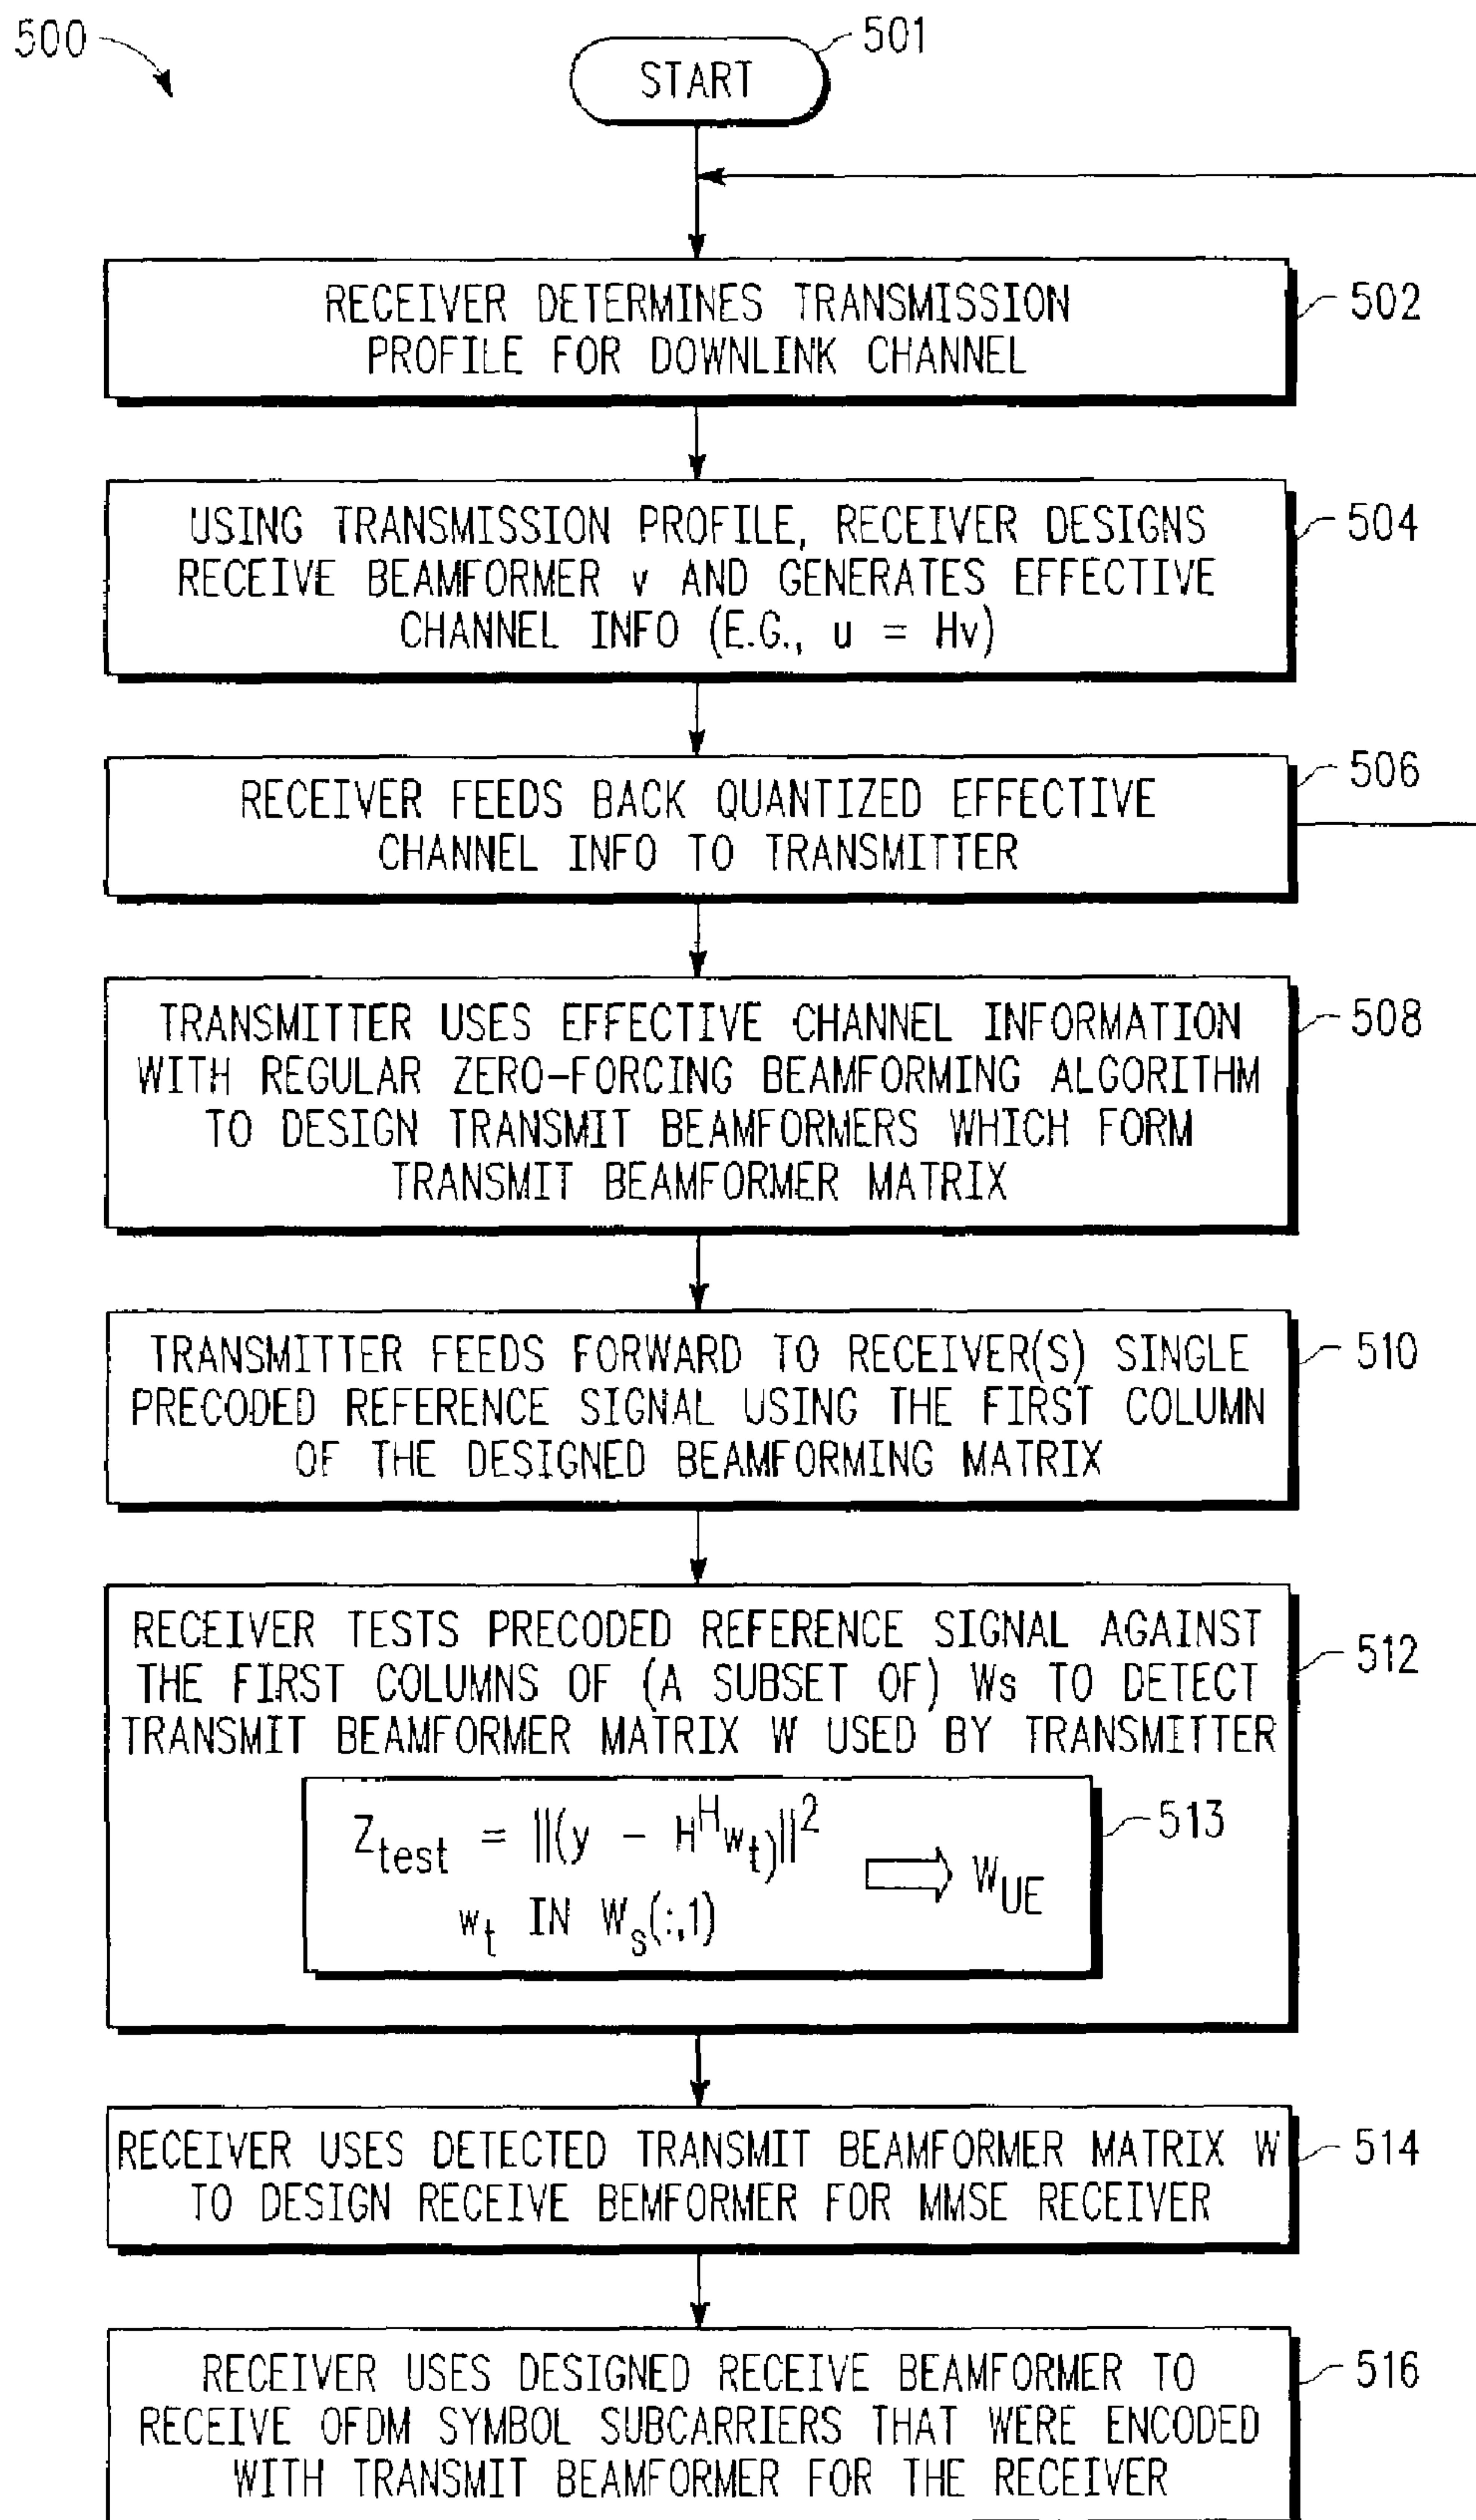 500
START
501
RECEIVER DETERMINES TRANSMISSION
PROFILE FOR DOWNLINK CHANNEL
502
USING TRANSMISSION PROFILE, RECEIVER DESIGNS
RECEIVE BEAMFORMER v AND GENERATES EFFECTIVE
CHANNEL INFO (E.G., u = Hv)
504
RECEIVER FEEDS BACK QUANTIZED EFFECTIVE
CHANNEL INFO TO TRANSMITTER
506
TRANSMITTER USES EFFECTIVE CHANNEL INFORMATION
WITH REGULAR ZERO-FORCING BEAMFORMING ALGORITHM
TO DESIGN TRANSMIT BEAMFORMERS WHICH FORM
TRANSMIT BEAMFORMER MATRIX
508
TRANSMITTER FEEDS FORWARD TO RECEIVER(S) SINGLE
PRECODED REFERENCE SIGNAL USING THE FIRST COLUMN
OF THE DESIGNED BEAMFORMING MATRIX
510
RECEIVER TESTS PRECODED REFERENCE SIGNAL AGAINST
THE FIRST COLUMNS OF (A SUBSET OF) Ws TO DETECT
TRANSMIT BEAMFORMER MATRIX W USED BY TRANSMITTER
512
Z_test = ||(y - H^H w_t)||^2
w_t IN W_s(:,1)
⇨ W_UE
513
RECEIVER USES DETECTED TRANSMIT BEAMFORMER MATRIX W
TO DESIGN RECEIVE BEMFORMER FOR MMSE RECEIVER
514
RECEIVER USES DESIGNED RECEIVE BEAMFORMER TO
RECEIVE OFDM SYMBOL SUBCARRIERS THAT WERE ENCODED
WITH TRANSMIT BEAMFORMER FOR THE RECEIVER
516